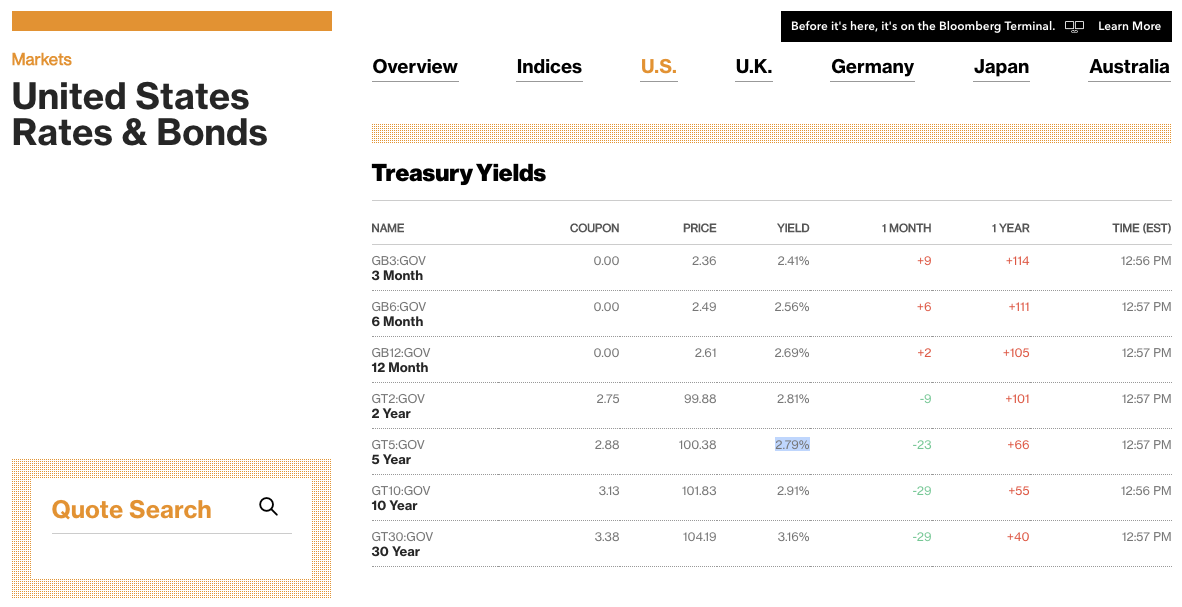 Before it's here, it's on the Bloomberg Terminal. Learn More
Markets
United States
Rates & Bonds
Overview Indices U.S. U.K. Germany Japan Australia
Treasury Yields
NAME COUPON PRICE YIELD 1 MONTH 1 YEAR TIME (EST)
GB3:GOV 0.00 2.36 2.41% +9 +114 12:56 PM
3 Month
GB6:GOV 0.00 2.49 2.56% +6 +111 12:57 PM
6 Month
GB12:GOV 0.00 2.61 2.69% +2 +105 12:57 PM
12 Month
GT2:GOV 2.75 99.88 2.81% -9 +101 12:57 PM
2 Year
GT5:GOV 2.88 100.38 2.79% -23 +66 12:57 PM
5 Year
GT10:GOV 3.13 101.83 2.91% -29 +55 12:56 PM
10 Year
GT30:GOV 3.38 104.19 3.16% -29 +40 12:57 PM
30 Year
Quote Search